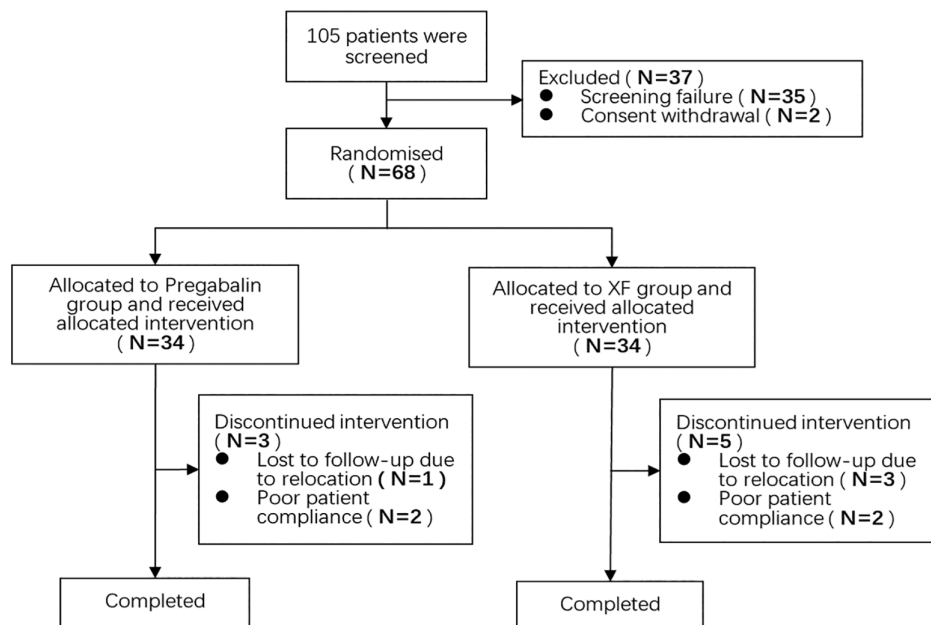 105 patients were
screened
Excluded ( N=37 )
● Screening failure ( N=35 )
● Consent withdrawal ( N=2 )
Randomised
( N=68 )
Allocated to Pregabalin
group and received
allocated intervention
( N=34 )
Allocated to XF group and
received allocated
intervention
( N=34 )
Discontinued intervention
( N=3 )
● Lost to follow-up due
to relocation ( N=1 )
● Poor patient
compliance ( N=2 )
Discontinued intervention
( N=5 )
● Lost to follow-up due
to relocation ( N=3 )
● Poor patient
compliance ( N=2 )
Completed
Completed